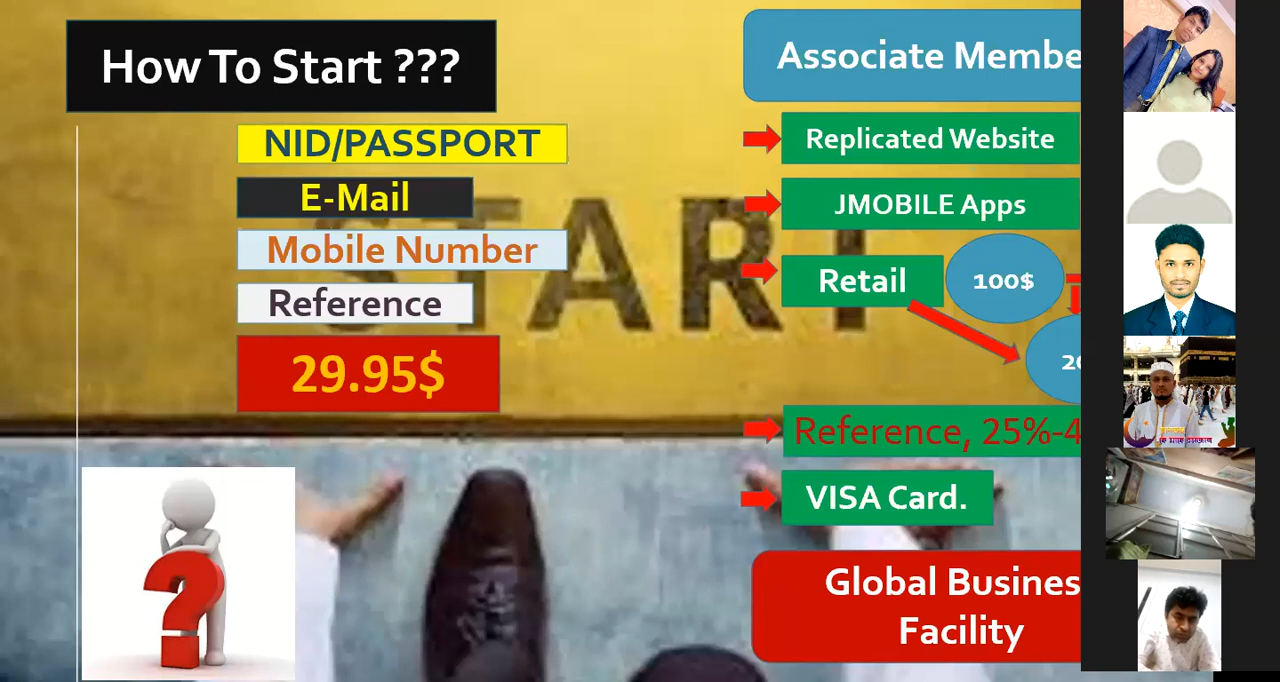 How To Start ???
NID/PASSPORT
E-Mail
Mobile Number
Reference
29.95$
START
Associate Membe
Replicated Website
JMOBILE Apps
Retail
100$
Reference, 25%-4
VISA Card.
Global Busines
Facility